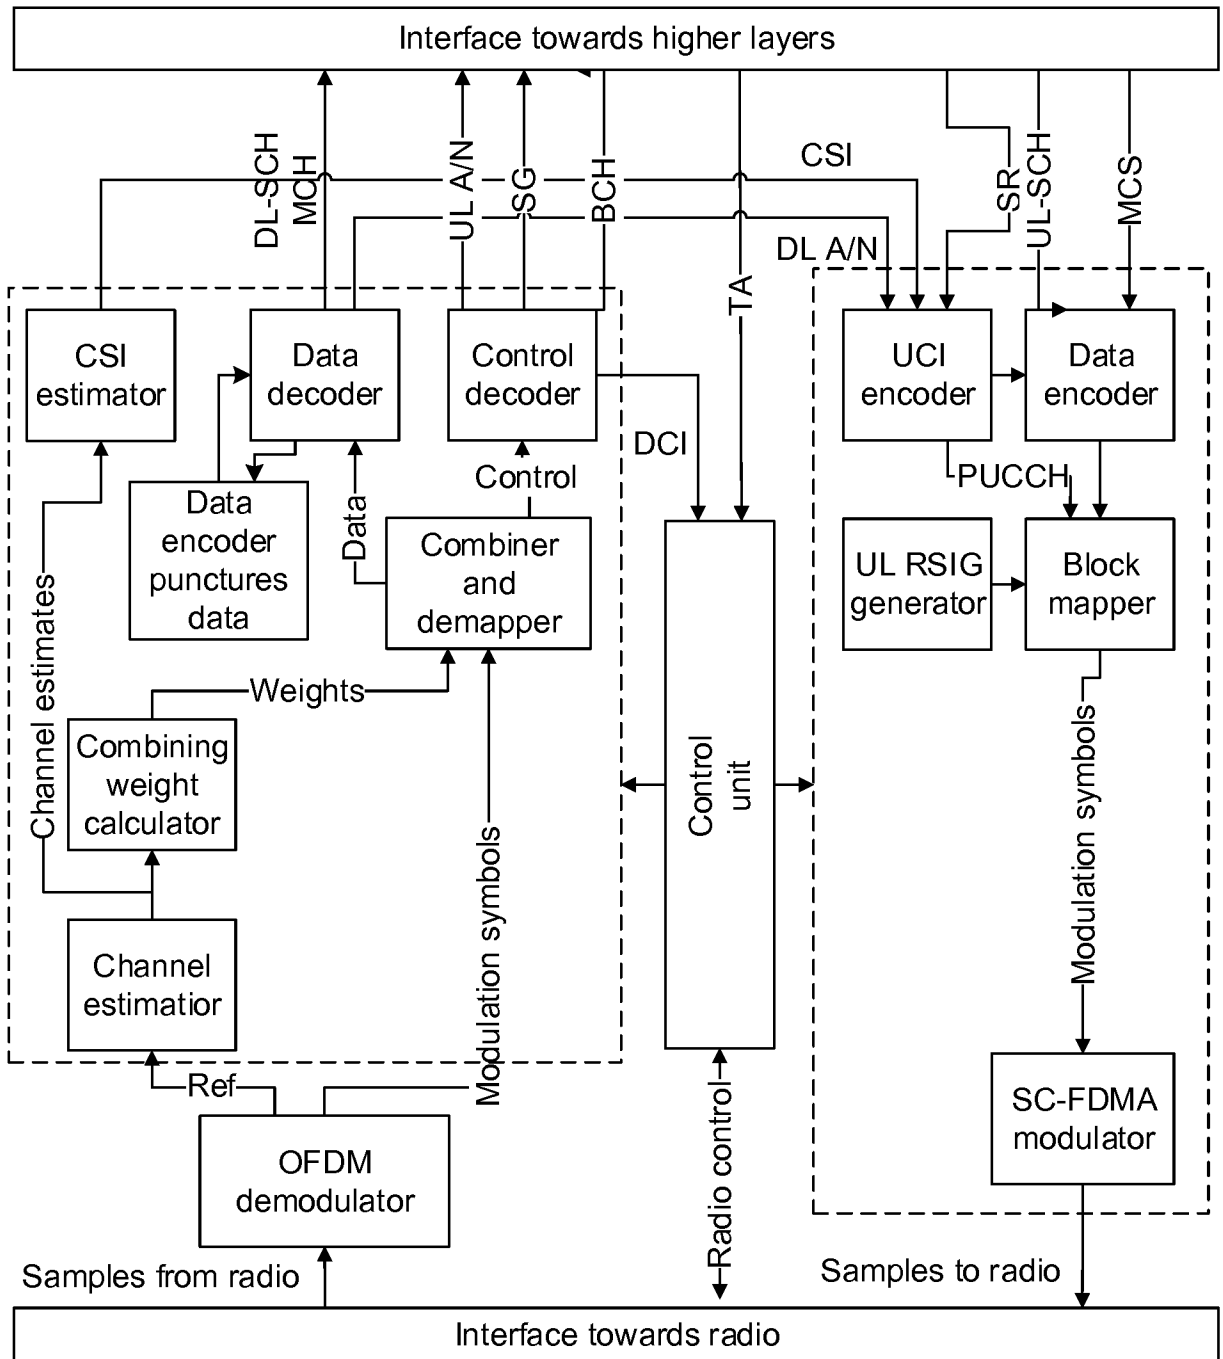 Interface towards higher layers
DL-SCH
MCH
UL A/N
SG
BCH
CSI
SR
UL-SCH
MCS
DL A/N
TA
CSI
estimator
Data
decoder
Control
decoder
UCI
encoder
Data
encoder
DCI
Control
PUCCH
Data
encoder
punctures
data
Data
Combiner
and
demapper
UL RSIG
generator
Block
mapper
Channel estimates
Weights
Combining
weight
calculator
Control
unit
Modulation symbols
Modulation symbols
Channel
estimatior
Ref
OFDM
demodulator
Radio control
SC-FDMA
modulator
Samples from radio
Samples to radio
Interface towards radio